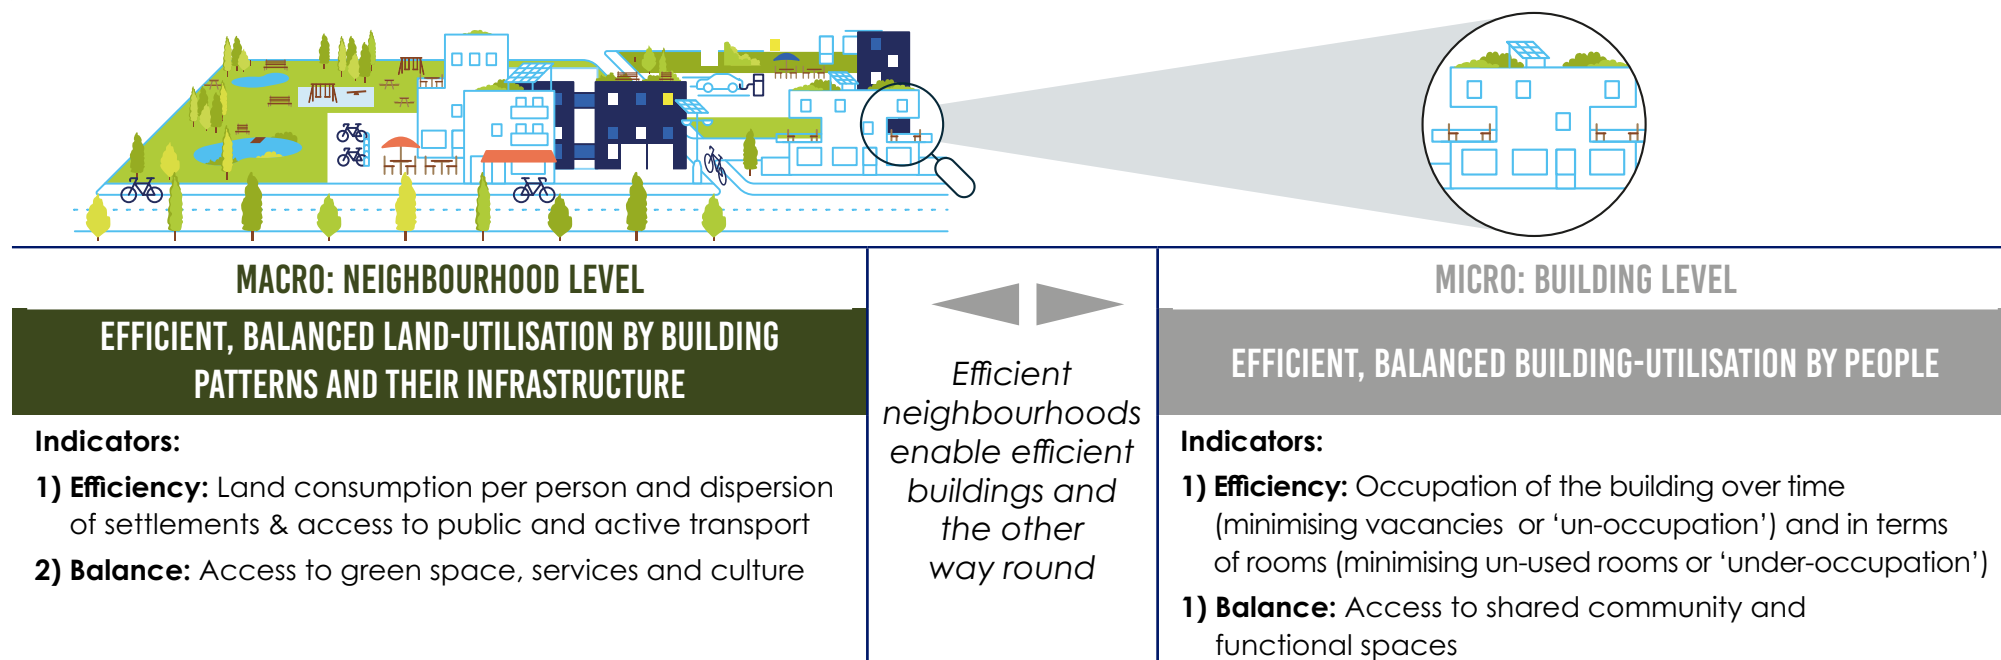 MACRO: NEIGHBOURHOOD LEVEL
EFFICIENT, BALANCED LAND-UTILISATION BY BUILDING
PATTERNS AND THEIR INFRASTRUCTURE
Indicators:
1) Efficiency: Land consumption per person and dispersion
of settlements & access to public and active transport
2) Balance: Access to green space, services and culture
Efficient
neighbourhoods
enable efficient
buildings and
the other
way round
MICRO: BUILDING LEVEL
EFFICIENT, BALANCED BUILDING-UTILISATION BY PEOPLE
Indicators:
1) Efficiency: Occupation of the building over time
(minimising vacancies or ‘un-occupation’) and in terms
of rooms (minimising un-used rooms or ‘under-occupation’)
1) Balance: Access to shared community and
functional spaces